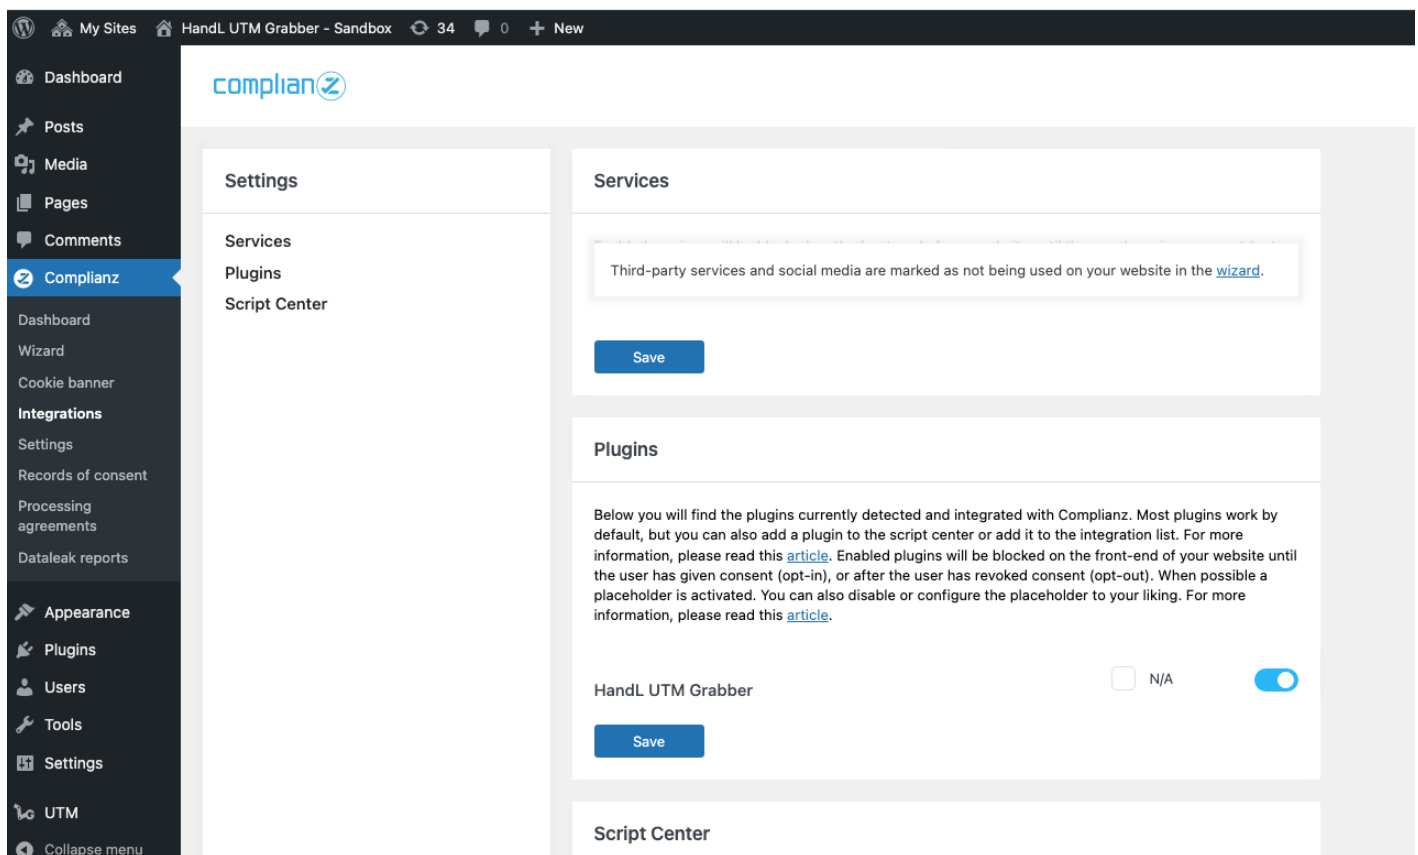 My Sites HandL UTM Grabber - Sandbox 34 0 New
Dashboard
Posts
Media
Pages
Comments
Complianz
Dashboard
Wizard
Cookie banner
Integrations
Settings
Records of consent
Processing
agreements
Dataleak reports
Appearance
Plugins
Users
Tools
Settings
UTM
Collapse menu
complianz
Settings
Services
Plugins
Script Center
Services
Third-party services and social media are marked as not being used on your website in the wizard.
Save
Plugins
Below you will find the plugins currently detected and integrated with Complianz. Most plugins work by
default, but you can also add a plugin to the script center or add it to the integration list. For more
information, please read this article. Enabled plugins will be blocked on the front-end of your website until
the user has given consent (opt-in), or after the user has revoked consent (opt-out). When possible a
placeholder is activated. You can also disable or configure the placeholder to your liking. For more
information, please read this article.
HandL UTM Grabber N/A
Save
Script Center